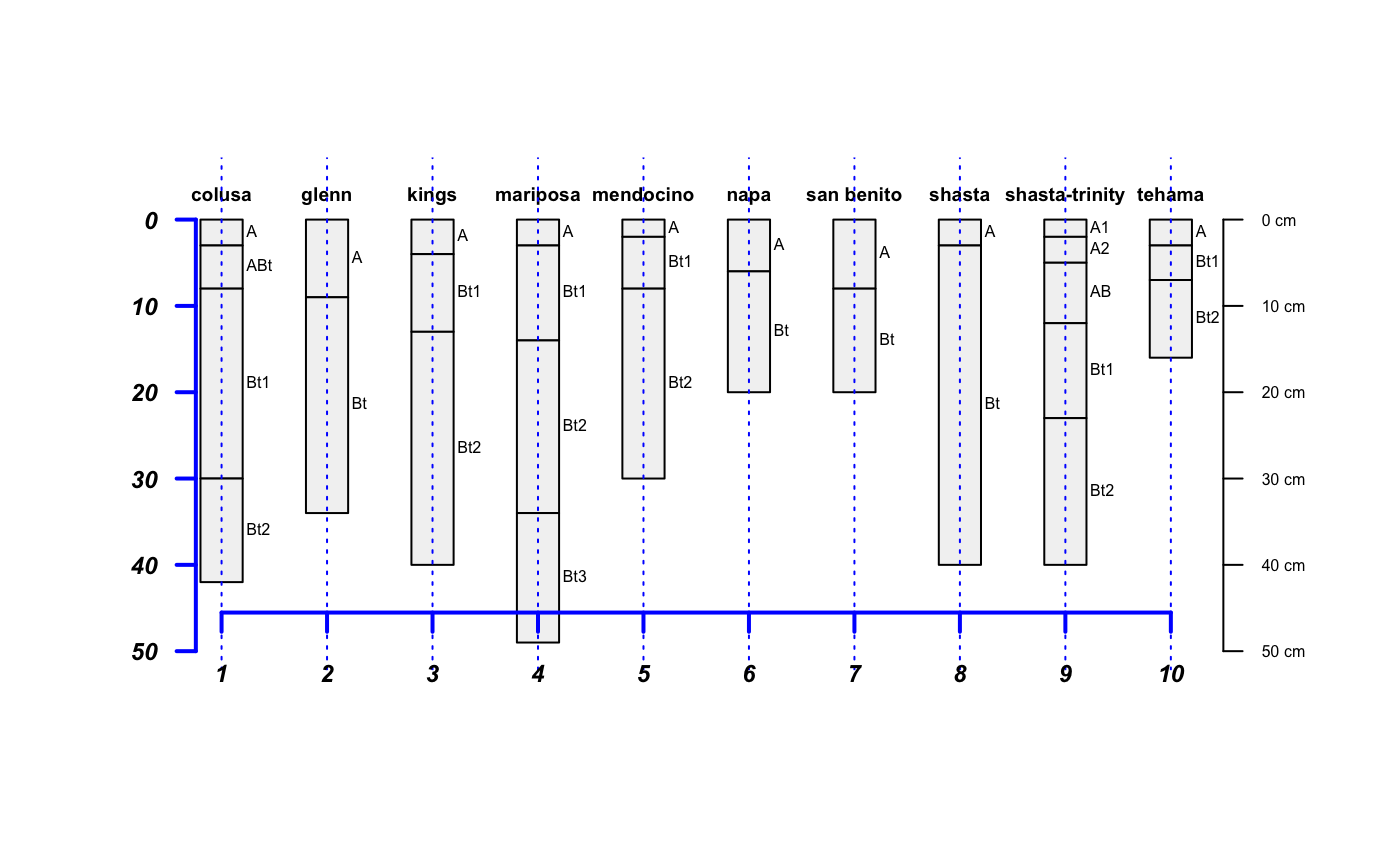 colusa glenn kings mariposa mendocino napa san benito shasta shasta-trinity tehama
0 A A A A A A A A A1 A 0 cm
A2
ABt Bt1 Bt1 Bt1 AB Bt1
10 Bt Bt Bt2 10 cm
Bt1 Bt2 Bt1
20 Bt Bt2 Bt 20 cm
Bt2
30 Bt2 30 cm
Bt2
40 Bt3 40 cm
50 50 cm
1 2 3 4 5 6 7 8 9 10